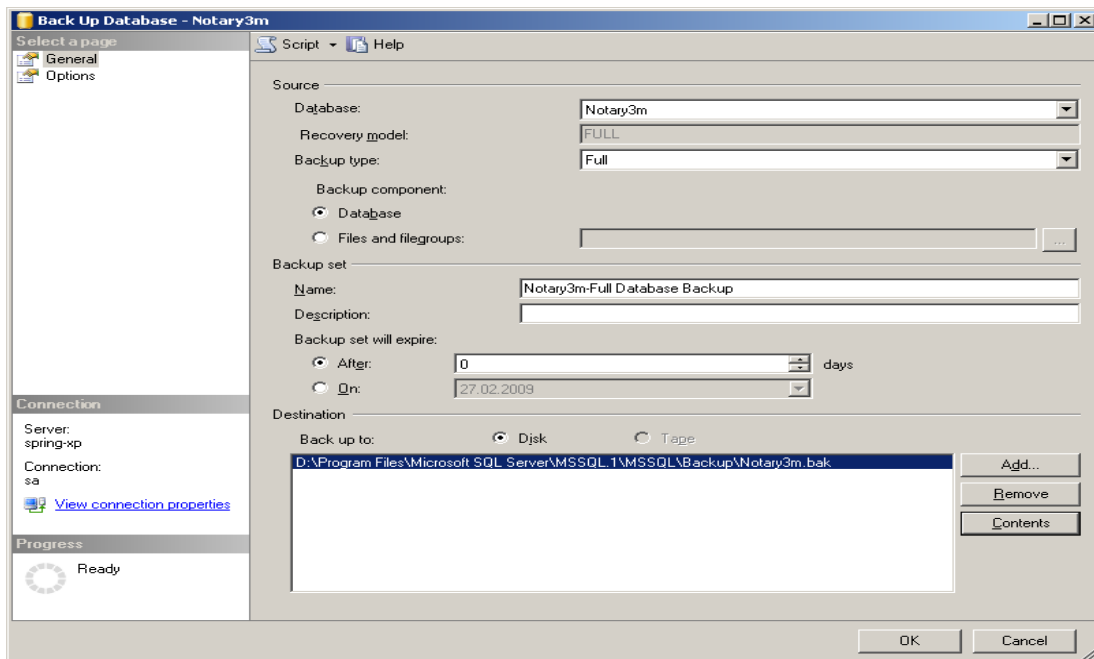 Back Up Database - Notary3m
Select a page
General
Options
Script Help
Source
Database: Notary3m
Recovery model: FULL
Backup type: Full
Backup component:
Database
Files and filegroups: ...
Backup set
Name: Notary3m-Full Database Backup
Description:
Backup set will expire:
After: 0 days
On: 27.02.2009
Destination
Back up to: Disk Tape
D:\Program Files\Microsoft SQL Server\MSSQL.1\MSSQL\Backup\Notary3m.bak
Add...
Remove
Contents
Connection
Server:
spring-xp
Connection:
sa
View connection properties
Progress
Ready
OK Cancel